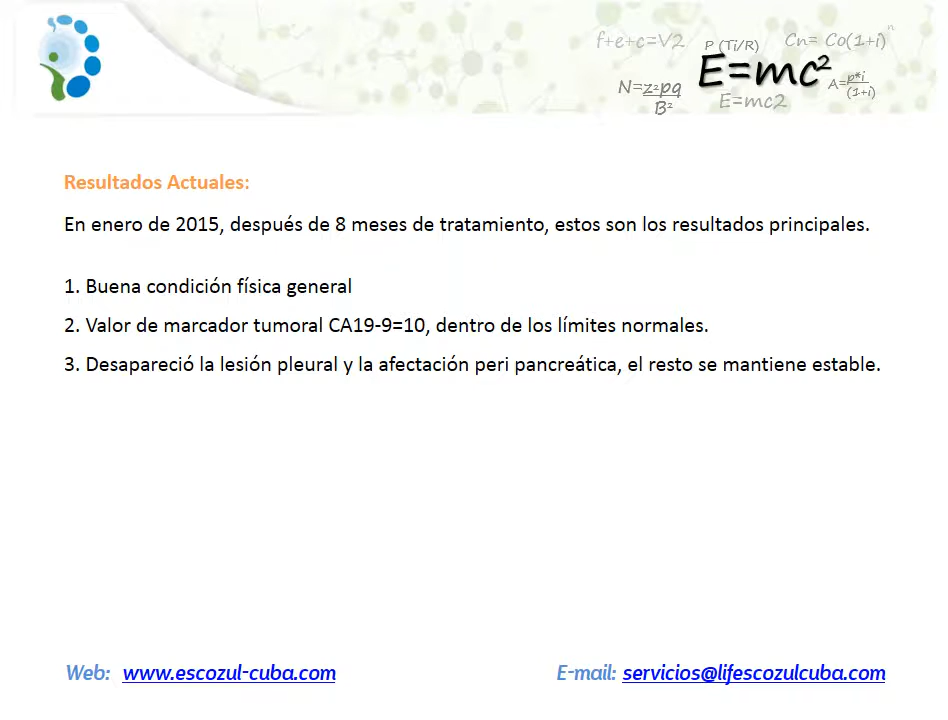 f+e+c=V2 P (Ti/R) Cn= Co(1+i)ⁿ
E=mc²
N=z²pq/B² A=p*i/(1+i)
E=mc2
Resultados Actuales:
En enero de 2015, después de 8 meses de tratamiento, estos son los resultados principales.
1. Buena condición física general
2. Valor de marcador tumoral CA19-9=10, dentro de los límites normales.
3. Desapareció la lesión pleural y la afectación peri pancreática, el resto se mantiene estable.
Web: www.escozul-cuba.com E-mail: servicios@lifescozulcuba.com